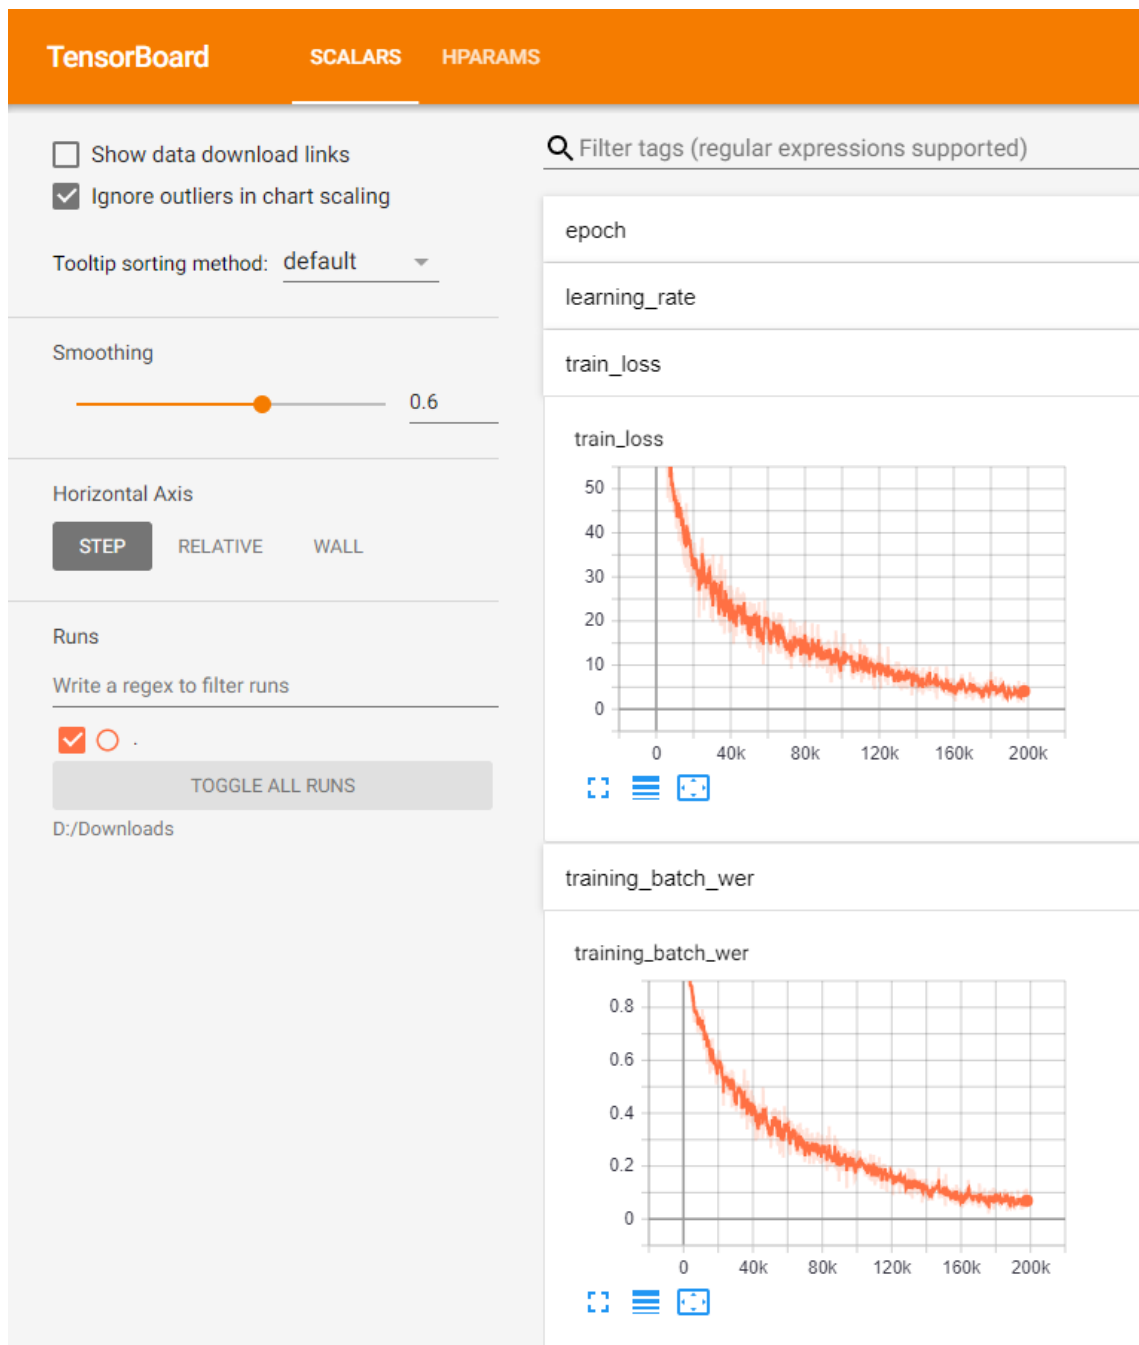 TensorBoard SCALARS HPARAMS
Show data download links
Ignore outliers in chart scaling
Tooltip sorting method: default
Smoothing
0.6
Horizontal Axis
STEP RELATIVE WALL
Runs
Write a regex to filter runs
.
TOGGLE ALL RUNS
D:/Downloads
Filter tags (regular expressions supported)
epoch
learning_rate
train_loss
train_loss
50
40
30
20
10
0
0 40k 80k 120k 160k 200k
training_batch_wer
training_batch_wer
0.8
0.6
0.4
0.2
0
0 40k 80k 120k 160k 200k